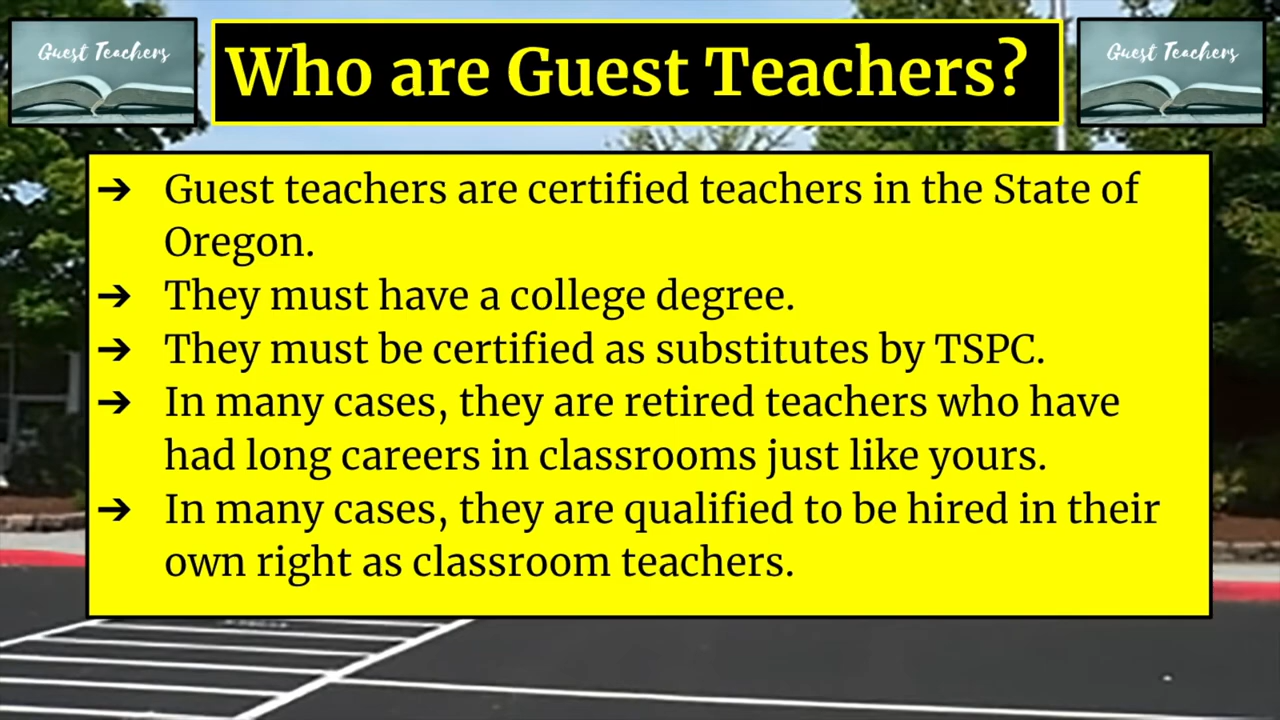 Guest Teachers
Who are Guest Teachers?
Guest Teachers
➔ Guest teachers are certified teachers in the State of
Oregon.
➔ They must have a college degree.
➔ They must be certified as substitutes by TSPC.
➔ In many cases, they are retired teachers who have
had long careers in classrooms just like yours.
➔ In many cases, they are qualified to be hired in their
own right as classroom teachers.